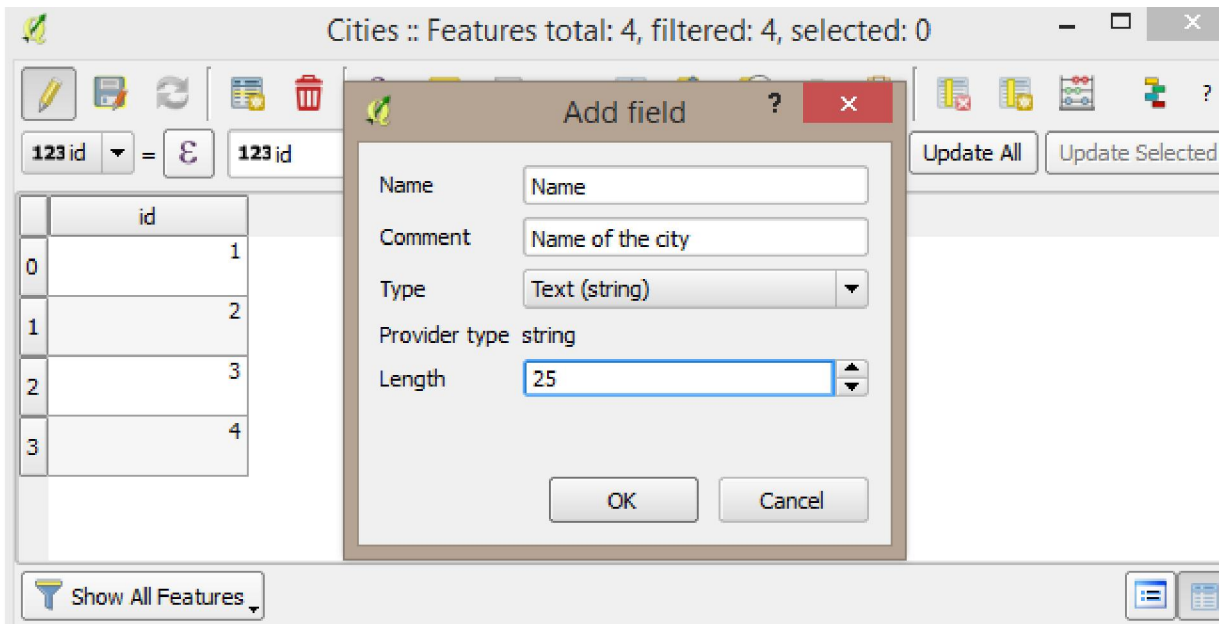 Cities :: Features total: 4, filtered: 4, selected: 0
Add field ?
?
123 id = ε 123 id
Update All Update Selected
Name Name
Comment Name of the city
Type Text (string)
Provider type string
Length 25
OK Cancel
id
0 1
1 2
2 3
3 4
Show All Features